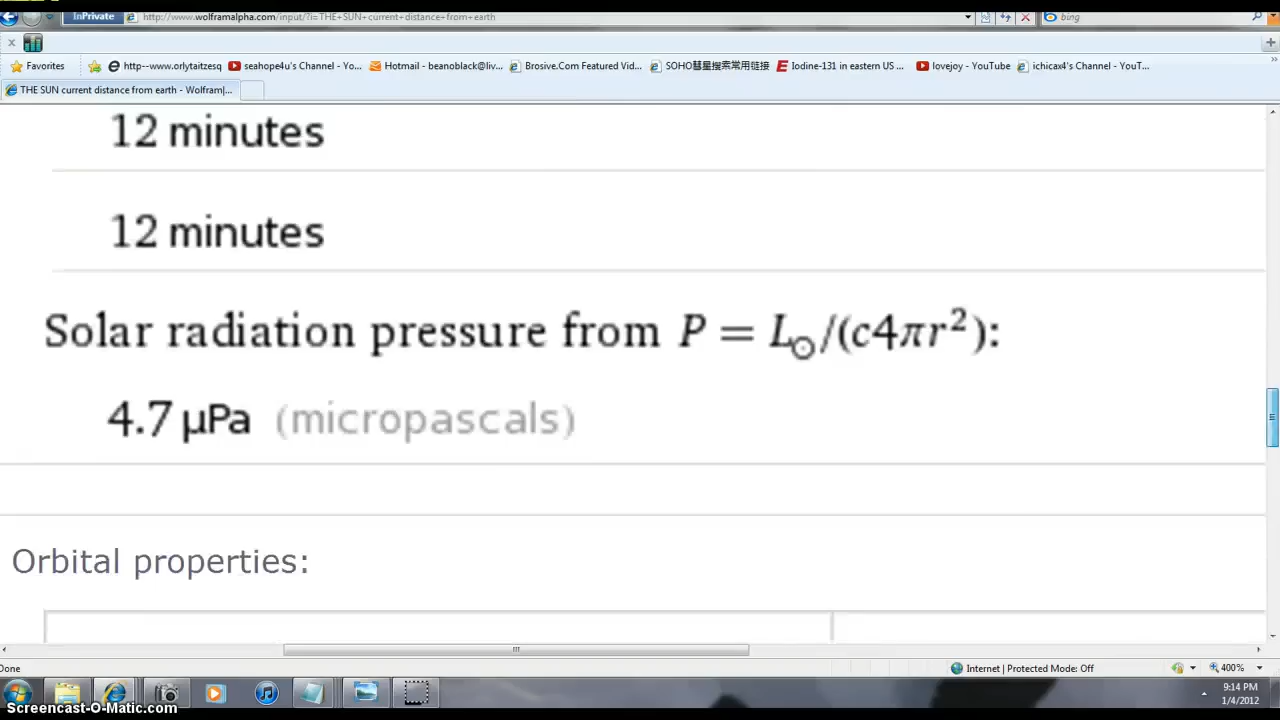 InPrivate http://www.wolframalpha.com/input/?i=THE+SUN+current+distance+from+earth bing
Favorites http--www.orlytaitzesq seahope4u's Channel - Yo... Hotmail - beanoblack@liv... Brosive.Com Featured Vid... SOHO彗星搜索常用链接 Iodine-131 in eastern US ... lovejoy - YouTube ichicax4's Channel - YouT...
THE SUN current distance from earth - Wolfram|...
12 minutes
12 minutes
Solar radiation pressure from P = L⊙/(c4πr²):
4.7 µPa (micropascals)
Orbital properties:
Done Internet | Protected Mode: Off 400%
9:14 PM
1/4/2012
Screencast-O-Matic.com